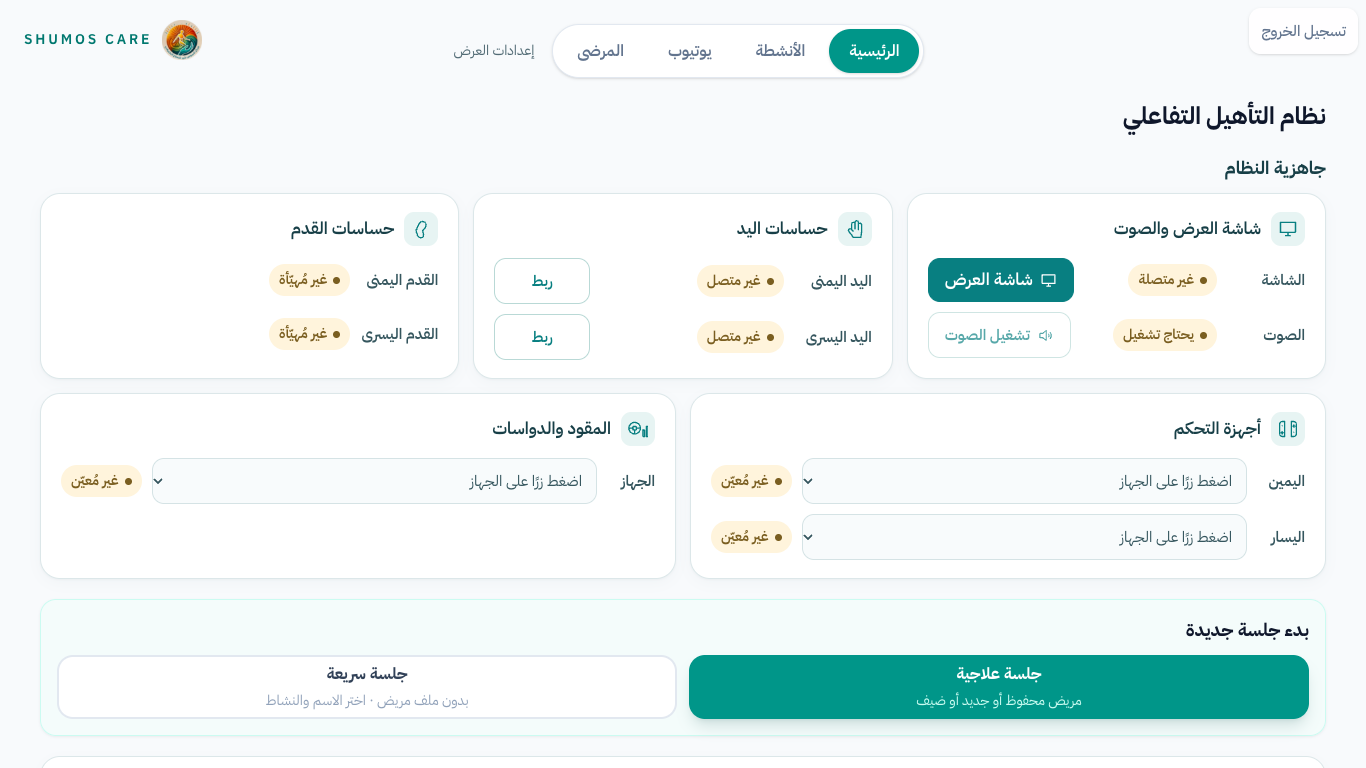 تسجيل الخروج
الرئيسية
الأنشطة
يوتيوب
المرضى
إعدادات العرض
SHUMOS CARE
نظام التأهيل التفاعلي
جاهزية النظام
شاشة العرض والصوت
الشاشة
غير متصلة
شاشة العرض
الصوت
يحتاج تشغيل
تشغيل الصوت
حساسات اليد
اليد اليمنى
غير متصل
ربط
اليد اليسرى
غير متصل
ربط
حساسات القدم
القدم اليمنى
غير مُهيّأة
القدم اليسرى
غير مُهيّأة
أجهزة التحكم
اليمين
اضغط زرًا على الجهاز
غير مُعيّن
اليسار
اضغط زرًا على الجهاز
غير مُعيّن
المقود والدواسات
الجهاز
اضغط زرًا على الجهاز
غير مُعيّن
بدء جلسة جديدة
جلسة علاجية
مريض محفوظ أو جديد أو ضيف
جلسة سريعة
بدون ملف مريض · اختر الاسم والنشاط